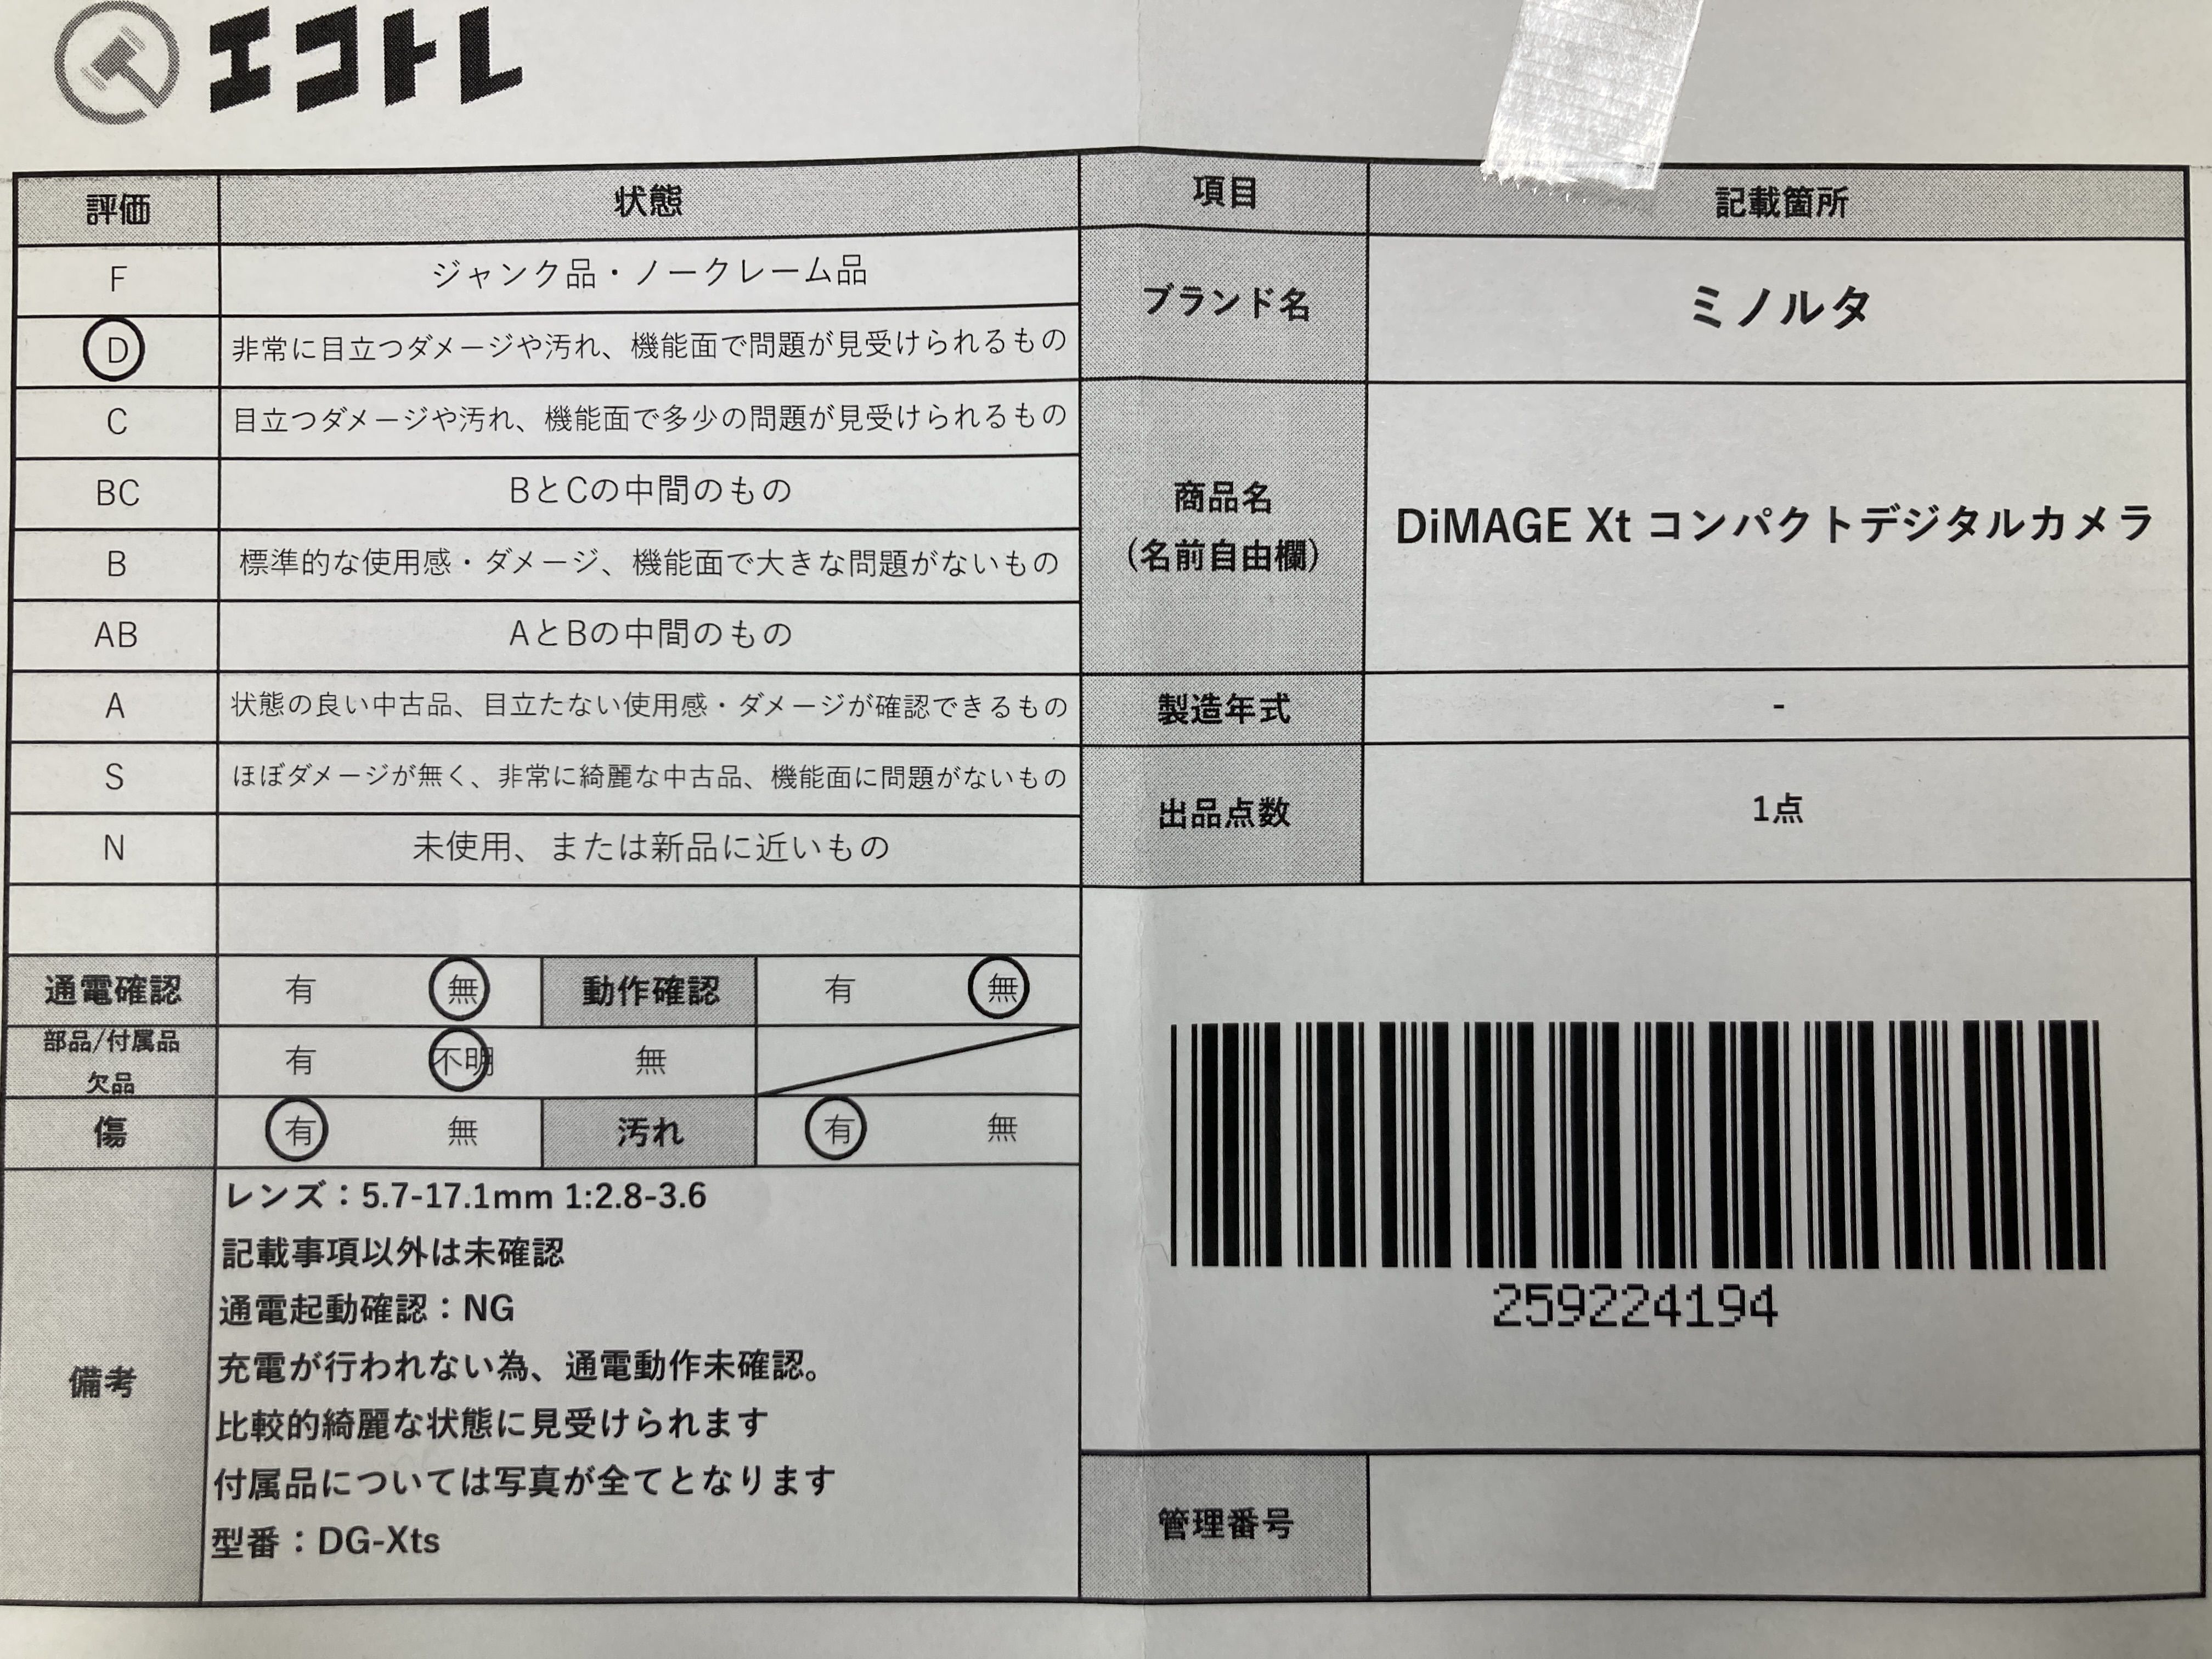 エコトレ
評価 状態
F ジャンク品・ノークレーム品
D 非常に目立つダメージや汚れ、機能面で問題が見受けられるもの
C 目立つダメージや汚れ、機能面で多少の問題が見受けられるもの
BC BとCの中間のもの
B 標準的な使用感・ダメージ、機能面で大きな問題がないもの
AB AとBの中間のもの
A 状態の良い中古品、目立たない使用感・ダメージが確認できるもの
S ほぼダメージが無く、非常に綺麗な中古品、機能面に問題がないもの
N 未使用、または新品に近いもの
通電確認 有 無 動作確認 有 無
部品/付属品
欠品 有 不明 無
傷 有 無 汚れ 有 無
備考
レンズ：5.7-17.1mm 1:2.8-3.6
記載事項以外は未確認
通電起動確認：NG
充電が行われない為、通電動作未確認。
比較的綺麗な状態に見受けられます
付属品については写真が全てとなります
型番：DG-Xts
項目 記載箇所
ブランド名 ミノルタ
商品名
（名前自由欄） DiMAGE Xt コンパクトデジタルカメラ
製造年式 -
出品点数 1点
259224194
管理番号